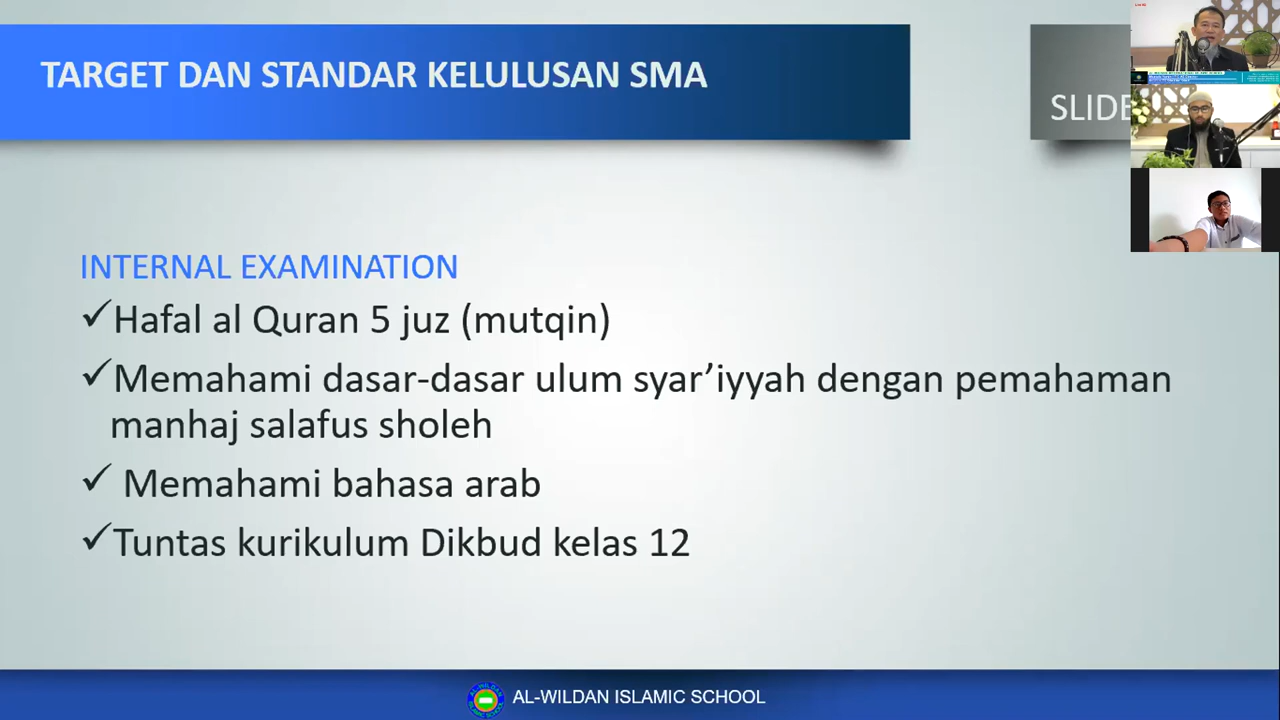 TARGET DAN STANDAR KELULUSAN SMA
SLIDE
INTERNAL EXAMINATION
✓Hafal al Quran 5 juz (mutqin)
✓Memahami dasar-dasar ulum syar’iyyah dengan pemahaman
manhaj salafus sholeh
✓ Memahami bahasa arab
✓Tuntas kurikulum Dikbud kelas 12
AL-WILDAN ISLAMIC SCHOOL